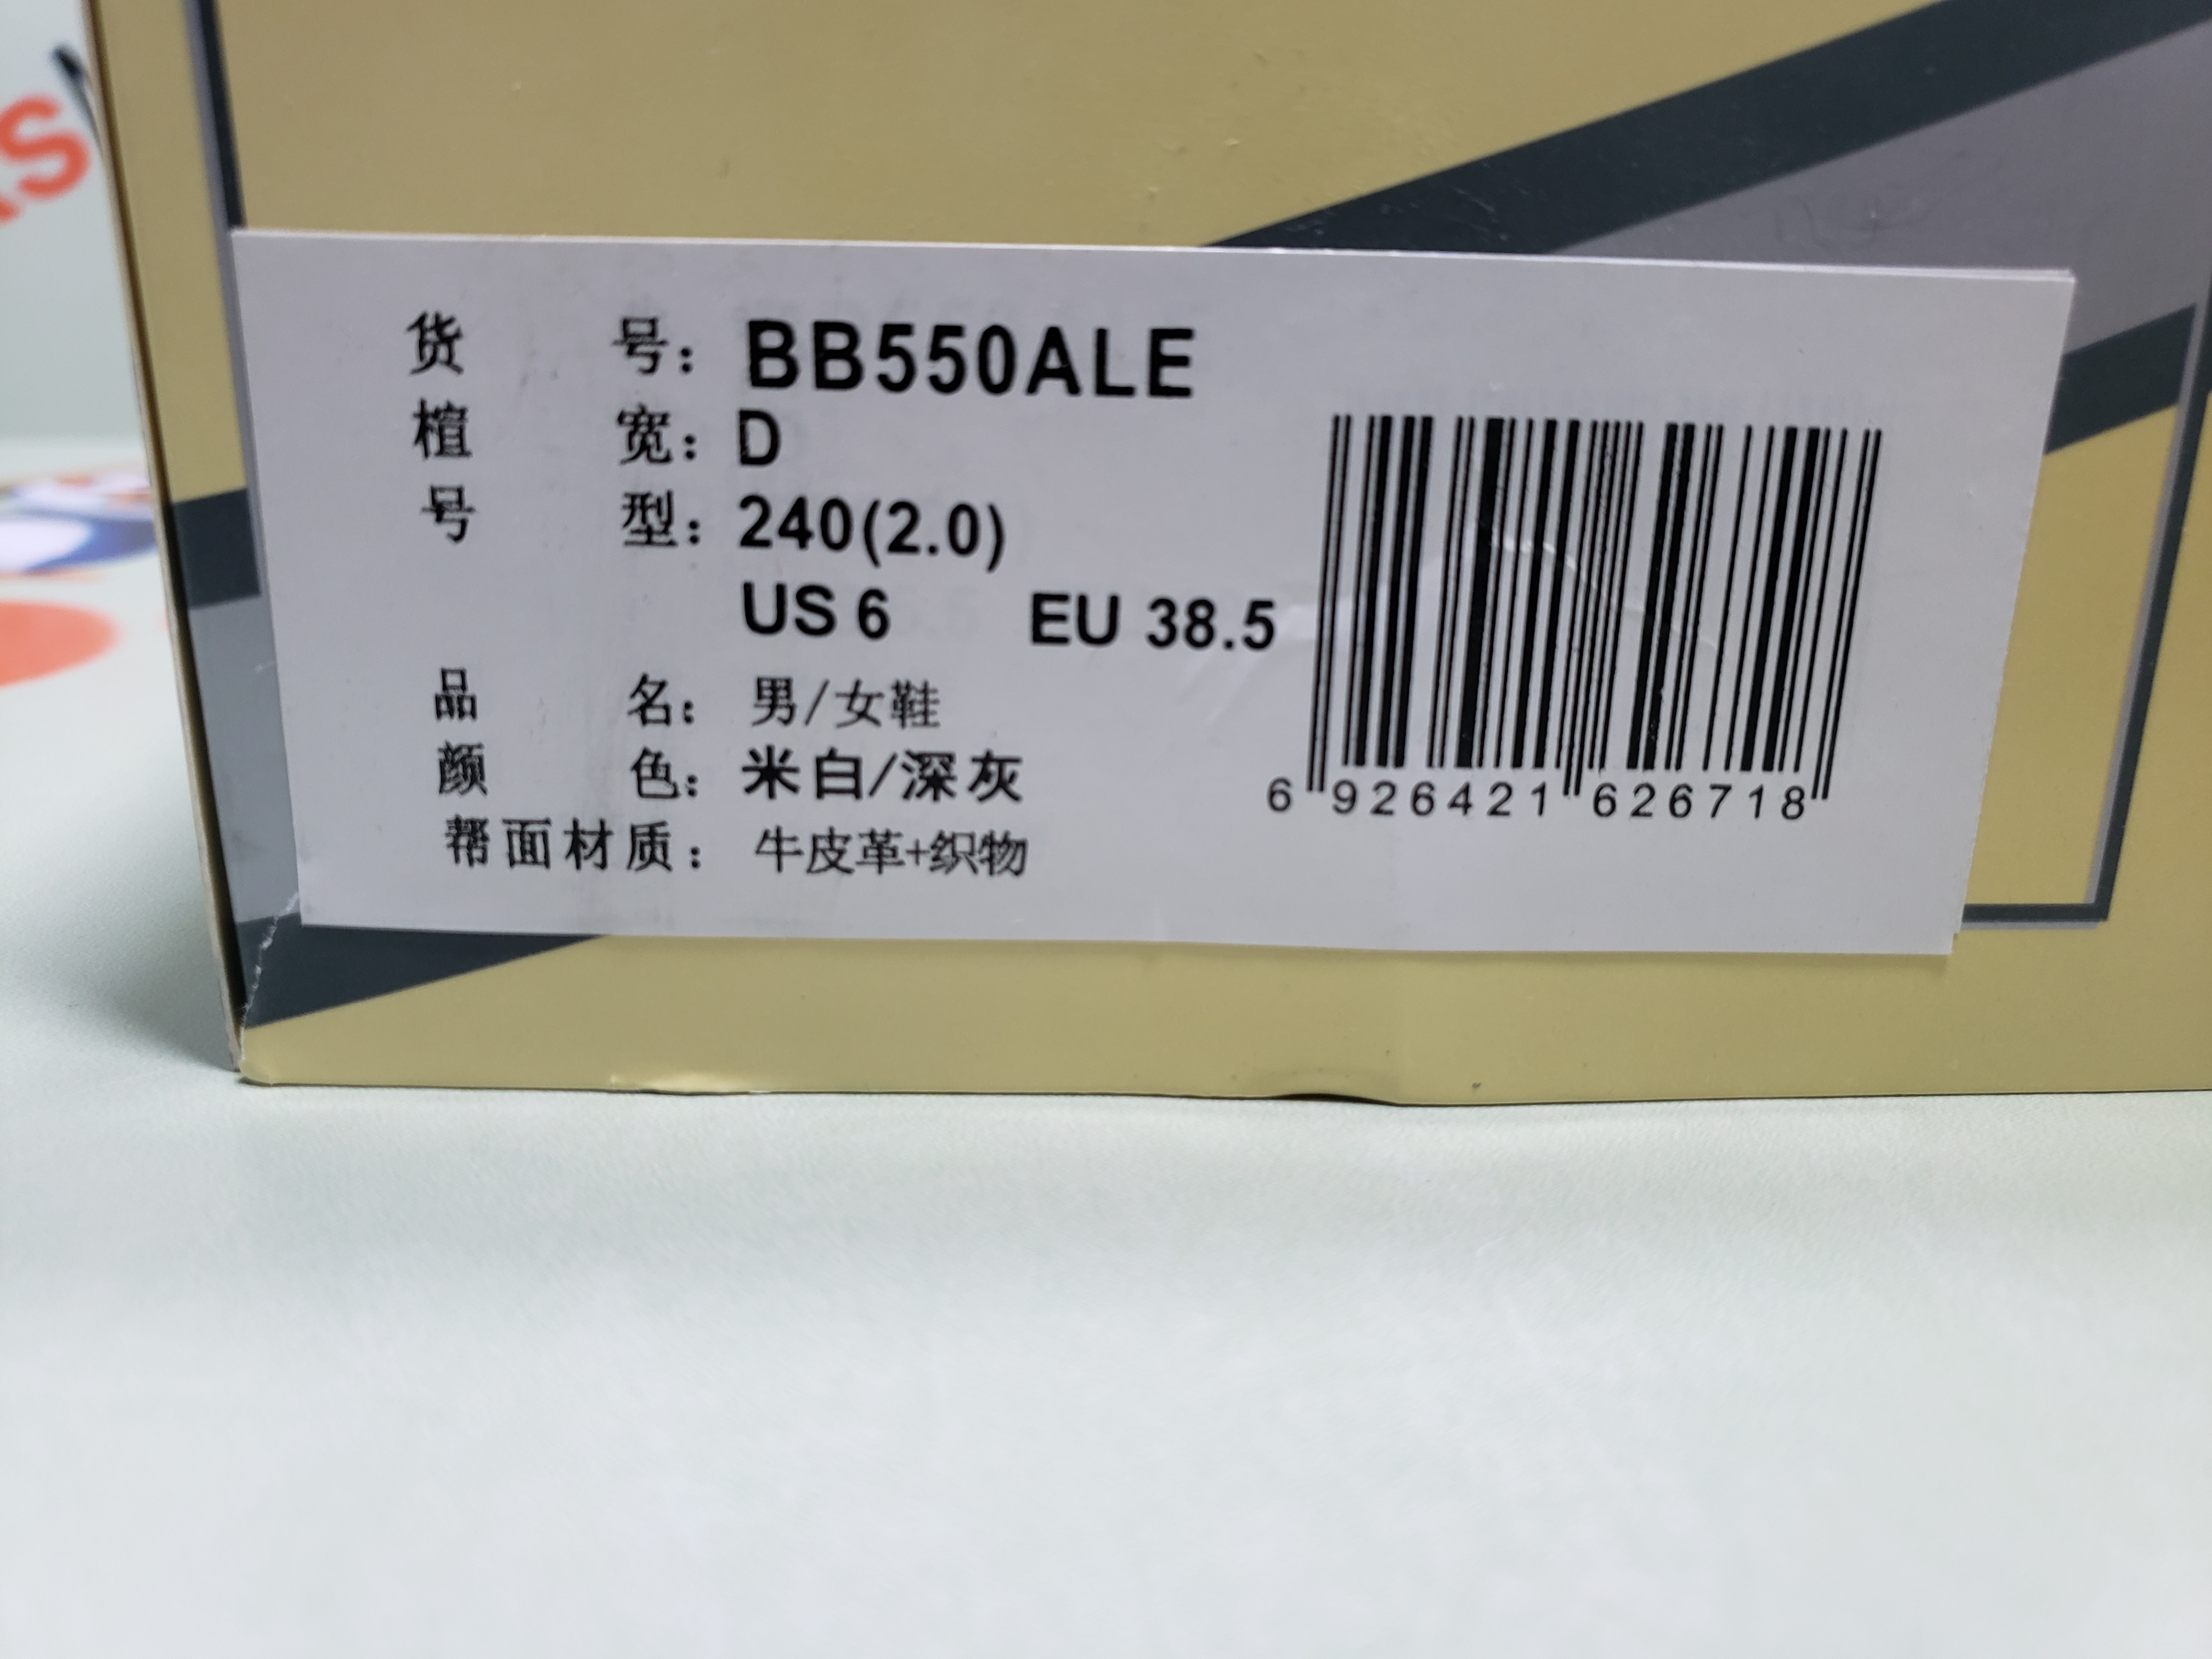 货号：BB550ALE
楦宽：D
号型：240(2.0)
US 6 EU 38.5
品名：男/女鞋
颜色：米白/深灰
帮面材质：牛皮革+织物
6 926421 626718